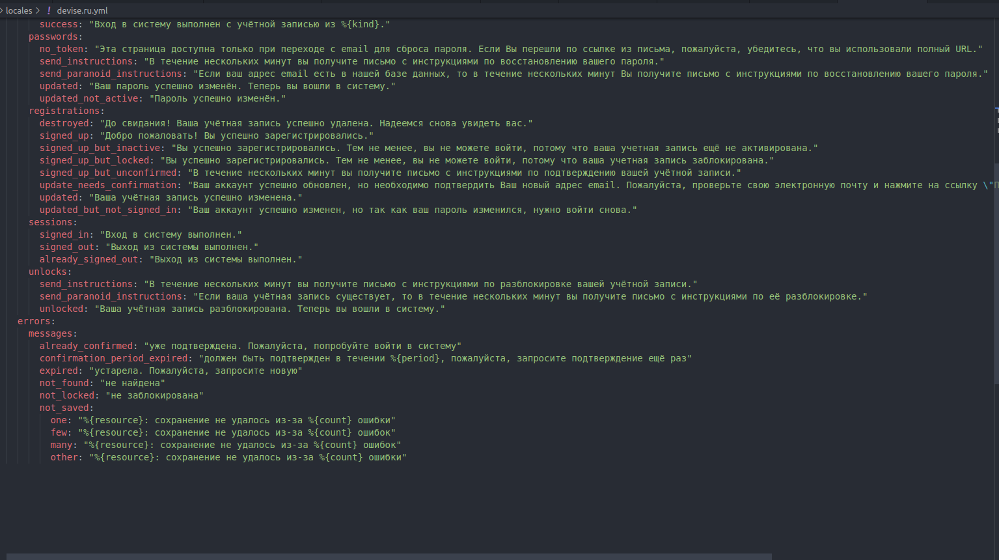 locales > ! devise.ru.yml
success: "Вход в систему выполнен с учётной записью из %{kind}."
passwords:
no_token: "Эта страница доступна только при переходе с email для сброса пароля. Если Вы перешли по ссылке из письма, пожалуйста, убедитесь, что вы использовали полный URL."
send_instructions: "В течение нескольких минут вы получите письмо с инструкциями по восстановлению вашего пароля."
send_paranoid_instructions: "Если ваш адрес email есть в нашей базе данных, то в течение нескольких минут Вы получите письмо с инструкциями по восстановлению вашего пароля."
updated: "Ваш пароль успешно изменён. Теперь вы вошли в систему."
updated_not_active: "Пароль успешно изменён."
registrations:
destroyed: "До свидания! Ваша учётная запись успешно удалена. Надеемся снова увидеть вас."
signed_up: "Добро пожаловать! Вы успешно зарегистрировались."
signed_up_but_inactive: "Вы успешно зарегистрировались. Тем не менее, вы не можете войти, потому что ваша учетная запись ещё не активирована."
signed_up_but_locked: "Вы успешно зарегистрировались. Тем не менее, вы не можете войти, потому что ваша учетная запись заблокирована."
signed_up_but_unconfirmed: "В течение нескольких минут вы получите письмо с инструкциями по подтверждению вашей учётной записи."
update_needs_confirmation: "Ваш аккаунт успешно обновлен, но необходимо подтвердить Ваш новый адрес email. Пожалуйста, проверьте свою электронную почту и нажмите на ссылку \"П
updated: "Ваша учётная запись успешно изменена."
updated_but_not_signed_in: "Ваш аккаунт успешно изменен, но так как ваш пароль изменился, нужно войти снова."
sessions:
signed_in: "Вход в систему выполнен."
signed_out: "Выход из системы выполнен."
already_signed_out: "Выход из системы выполнен."
unlocks:
send_instructions: "В течение нескольких минут вы получите письмо с инструкциями по разблокировке вашей учётной записи."
send_paranoid_instructions: "Если ваша учётная запись существует, то в течение нескольких минут вы получите письмо с инструкциями по её разблокировке."
unlocked: "Ваша учётная запись разблокирована. Теперь вы вошли в систему."
errors:
messages:
already_confirmed: "уже подтверждена. Пожалуйста, попробуйте войти в систему"
confirmation_period_expired: "должен быть подтвержден в течении %{period}, пожалуйста, запросите подтверждение ещё раз"
expired: "устарела. Пожалуйста, запросите новую"
not_found: "не найдена"
not_locked: "не заблокирована"
not_saved:
one: "%{resource}: сохранение не удалось из-за %{count} ошибки"
few: "%{resource}: сохранение не удалось из-за %{count} ошибок"
many: "%{resource}: сохранение не удалось из-за %{count} ошибок"
other: "%{resource}: сохранение не удалось из-за %{count} ошибки"